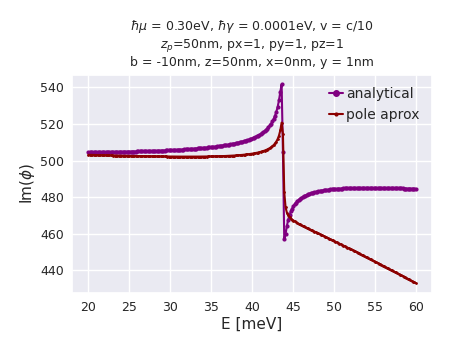 ħμ = 0.30eV, ħγ = 0.0001eV, v = c/10
zₚ=50nm, px=1, py=1, pz=1
b = -10nm, z=50nm, x=0nm, y = 1nm
analytical
pole aprox
Im(ϕ)
540
520
500
480
460
440
20 25 30 35 40 45 50 55 60
E [meV]